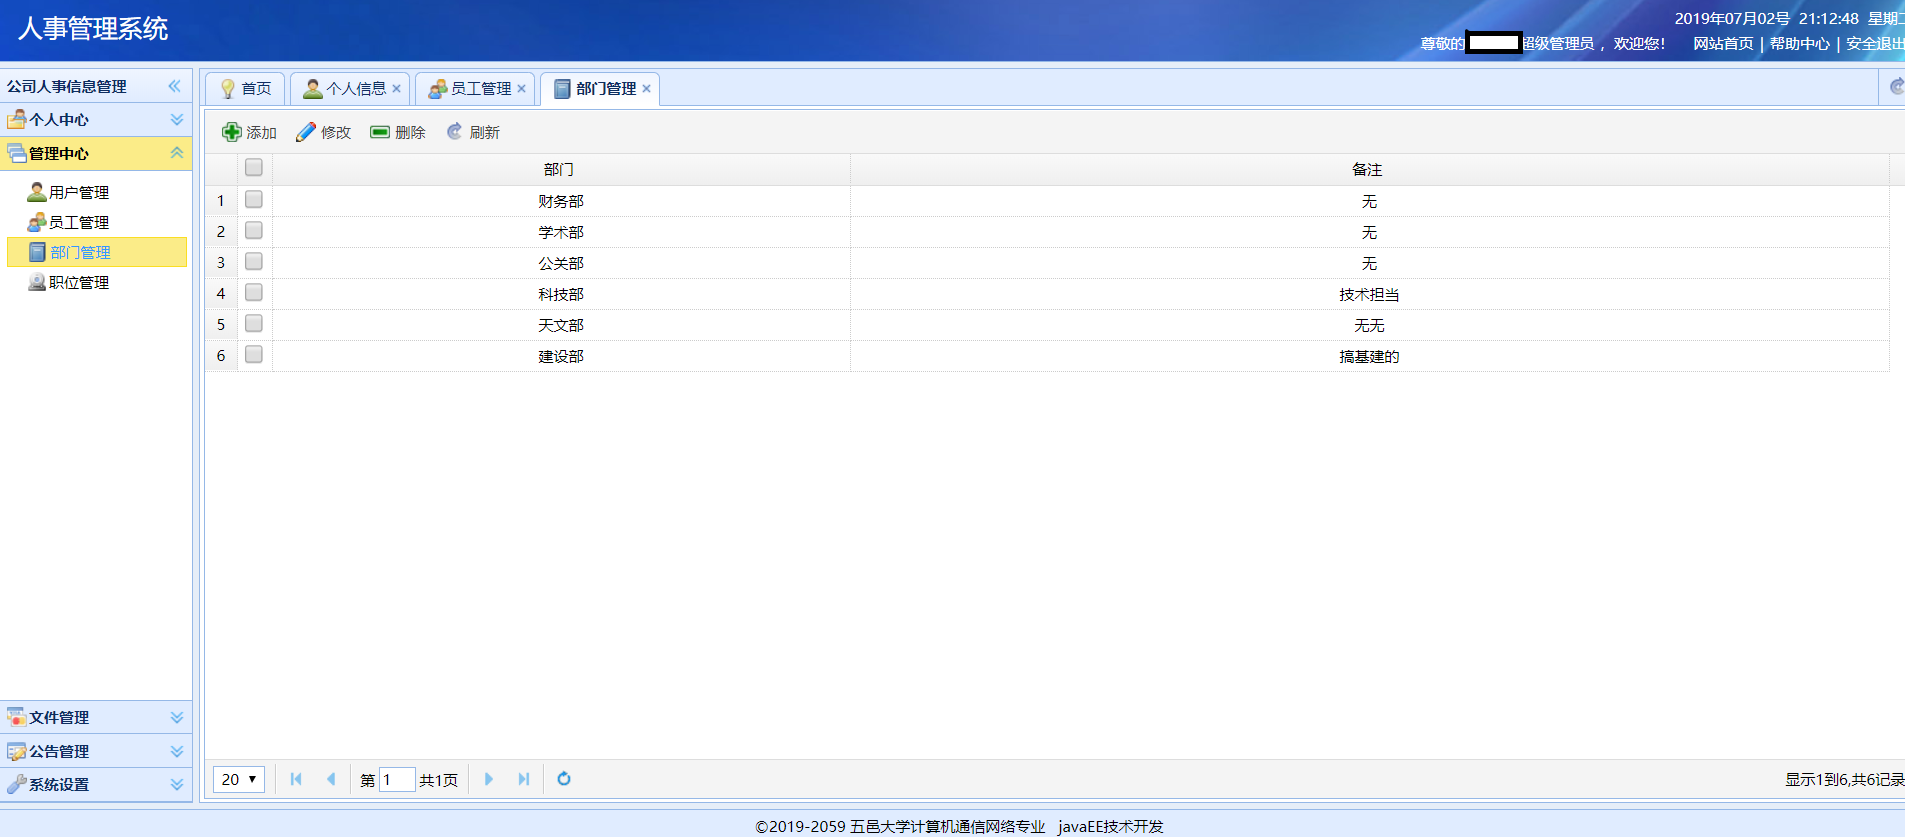 人事管理系统
2019年07月02号 21:12:48 星期二
尊敬的 超级管理员 , 欢迎您! 网站首页 | 帮助中心 | 安全退出
公司人事信息管理
个人中心
管理中心
用户管理
员工管理
部门管理
职位管理
文件管理
公告管理
系统设置
首页 个人信息 员工管理 部门管理
添加 修改 删除 刷新
部门 备注
1 财务部 无
2 学术部 无
3 公关部 无
4 科技部 技术担当
5 天文部 无无
6 建设部 搞基建的
20 第 1 共1页 显示1到6,共6记录
©2019-2059 五邑大学计算机通信网络专业 javaEE技术开发